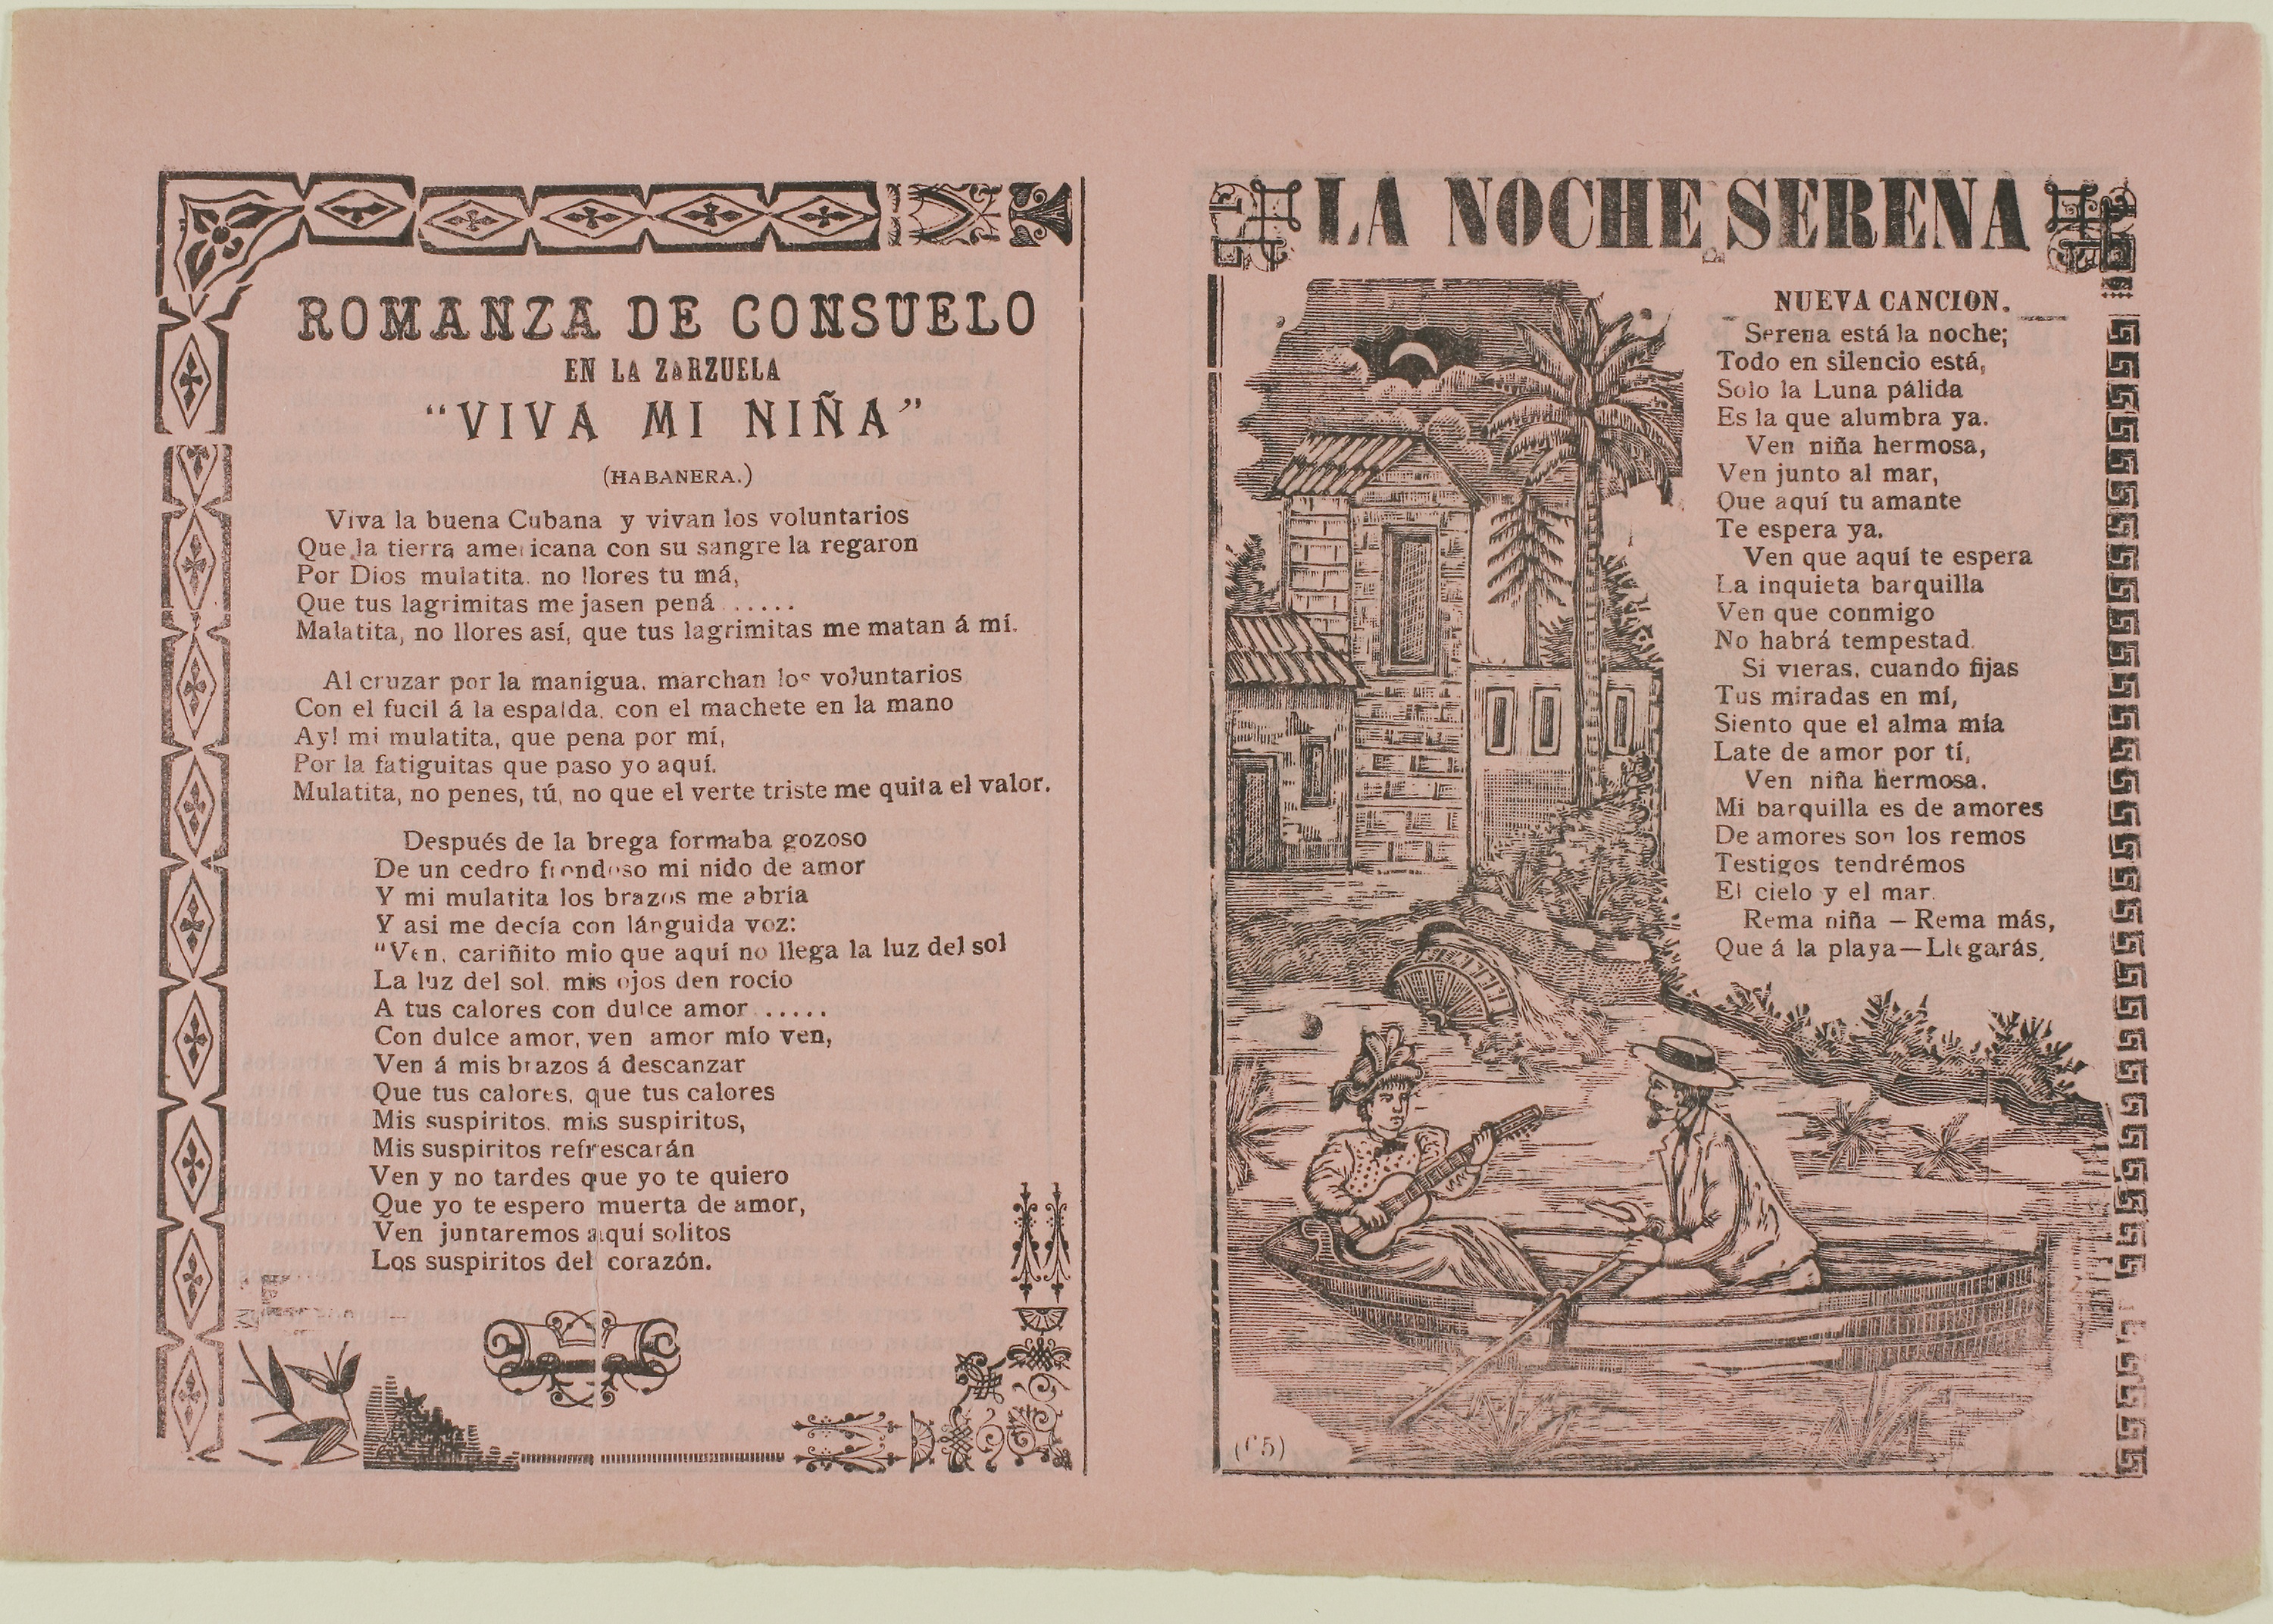 ROMANZA DE CONSUELO
EN LA ZARZUELA
"VIVA MI NIÑA"
(HABANERA.)
Viva la buena Cubana y vivan los voluntarios
Que la tierra americana con su sangre la regaron
Por Dios mulatita. no llores tu má,
Que tus lagrimitas me jasen pená ......
Malatita, no llores así, que tus lagrimitas me matan á mí.
Al cruzar por la manigua. marchan los voluntarios
Con el fucil á la espalda. con el machete en la mano
Ay! mi mulatita, que pena por mí,
Por la fatiguitas que paso yo aquí.
Mulatita, no penes, tú, no que el verte triste me quita el valor.
Después de la brega formaba gozoso
De un cedro frondoso mi nido de amor
Y mi mulatita los brazos me abría
Y asi me decía con lánguida voz:
"Ven, cariñito mio que aquí no llega la luz del sol
La luz del sol. mis ojos den rocío
A tus calores con dulce amor .....
Con dulce amor, ven amor mío ven,
Ven á mis brazos á descanzar
Que tus calores, que tus calores
Mis suspiritos. mis suspiritos,
Mis suspiritos refrescarán
Ven y no tardes que yo te quiero
Que yo te espero muerta de amor,
Ven juntaremos aquí solitos
Los suspiritos del corazón.
LA NOCHE SERENA
NUEVA CANCION.
Serena está la noche;
Todo en silencio está,
Solo la Luna pálida
Es la que alumbra ya.
Ven niña hermosa,
Ven junto al mar,
Que aquí tu amante
Te espera ya.
Ven que aquí te espera
La inquieta barquilla
Ven que conmigo
No habrá tempestad.
Si vieras, cuando fijas
Tus miradas en mí,
Siento que el alma mía
Late de amor por tí,
Ven niña hermosa.
Mi barquilla es de amores
De amores son los remos
Testigos tendrémos
El cielo y el mar.
Rema niña — Rema más,
Que á la playa—Llegarás.
(65)